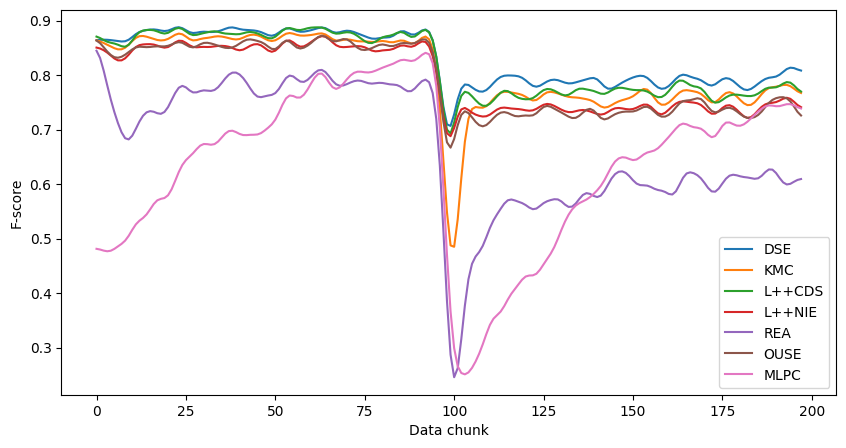 0.9
0.8
0.7
0.6
0.5
0.4
0.3
F-score
0 25 50 75 100 125 150 175 200
Data chunk
DSE
KMC
L++CDS
L++NIE
REA
OUSE
MLPC